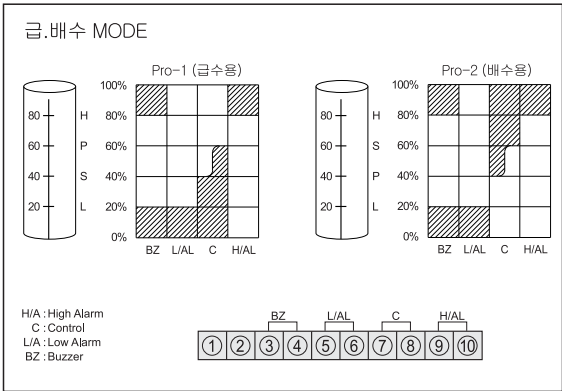 급.배수 MODE
Pro-1 (급수용)
100%
80 H 80%
60 P 60%
40 S 40%
20 L 20%
0%
BZ L/AL C H/AL
Pro-2 (배수용)
100%
80 H 80%
60 S 60%
40 P 40%
20 L 20%
0%
BZ L/AL C H/AL
H/A : High Alarm
C : Control
L/A : Low Alarm
BZ : Buzzer
BZ L/AL C H/AL
① ② ③ ④ ⑤ ⑥ ⑦ ⑧ ⑨ ⑩